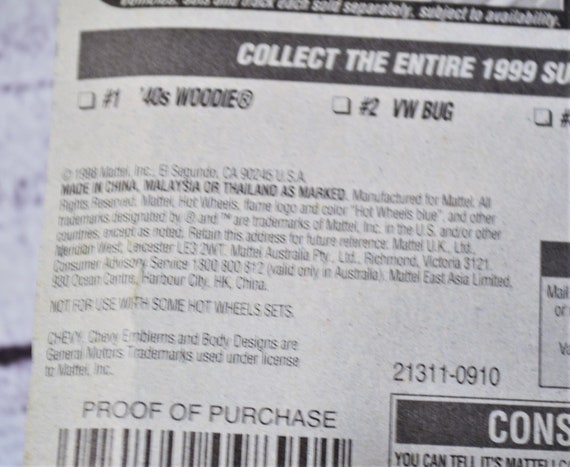 vehicles. Sets and track each sold separately, subject to availability.
COLLECT THE ENTIRE 1999 SU
#1 '40s WOODIE® #2 VW BUG #
© 1998 Mattel, Inc., El Segundo, CA 90245 U.S.A.
MADE IN CHINA, MALAYSIA OR THAILAND AS MARKED. Manufactured for Mattel. All
Rights Reserved. Mattel, Hot Wheels, flame logo and color "Hot Wheels blue", and other
trademarks designated by ® and ™ are trademarks of Mattel, Inc. in the U.S. and/or other
countries, except as noted. Retain this address for future reference: Mattel U.K., Ltd.,
Meridian West, Leicester LE3 2WT. Mattel Australia Pty., Ltd., Richmond, Victoria 3121.
Consumer Advisory Service 1 800 800 812 (valid only in Australia). Mattel East Asia Limited,
930 Ocean Centre, Harbour City, HK, China.
Mail
or
NOT FOR USE WITH SOME HOT WHEELS SETS.
CHEVY, Chevy Emblems and Body Designs are
General Motors Trademarks used under license
to Mattel, Inc.
21311-0910
PROOF OF PURCHASE
CONS
YOU CAN TELL IT'S MATTEL